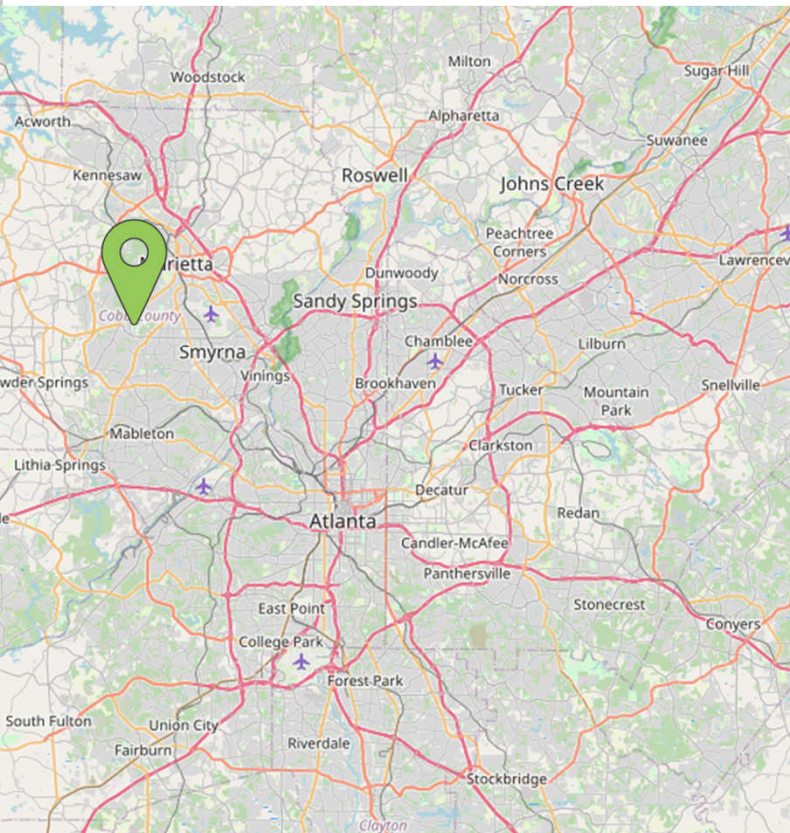 Milton
Sugar Hill
Woodstock
Alpharetta
Acworth
Suwanee
Kennesaw
Roswell
Johns Creek
Peachtree
Corners
Lawrencev
rietta
Dunwoody
Norcross
Sandy Springs
County
Chamblee
Lilburn
Smyrna
Vinings
Brookhaven
wder Springs
Tucker
Mountain
Park
Snellville
Mableton
Clarkston
Lithia Springs
Decatur
le
Atlanta
Redan
Candler-McAfee
Panthersville
East Point
Stonecrest
Conyers
College Park
Forest Park
South Fulton
Union City
Riverdale
Fairburn
Stockbridge
Clayton